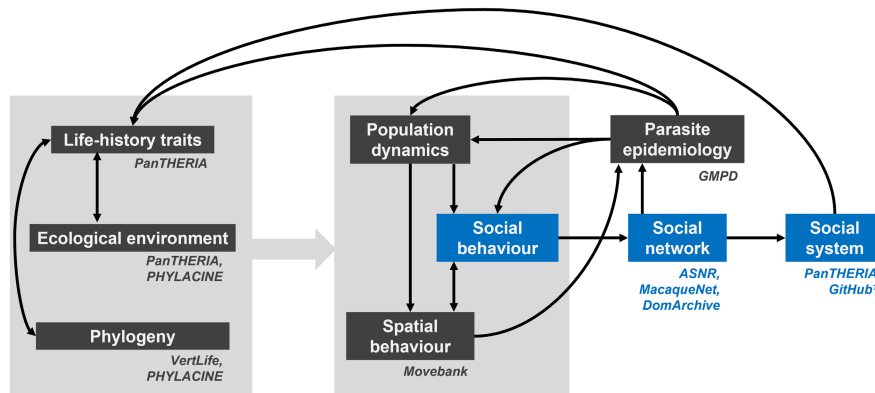 Life-history traits
PanTHERIA
Ecological environment
PanTHERIA,
PHYLACINE
Phylogeny
VertLife,
PHYLACINE
Population
dynamics
Social
behaviour
Spatial
behaviour
Movebank
Parasite
epidemiology
GMPD
Social
network
ASNR,
MacaqueNet,
DomArchive
Social
system
PanTHERIA
GitHub